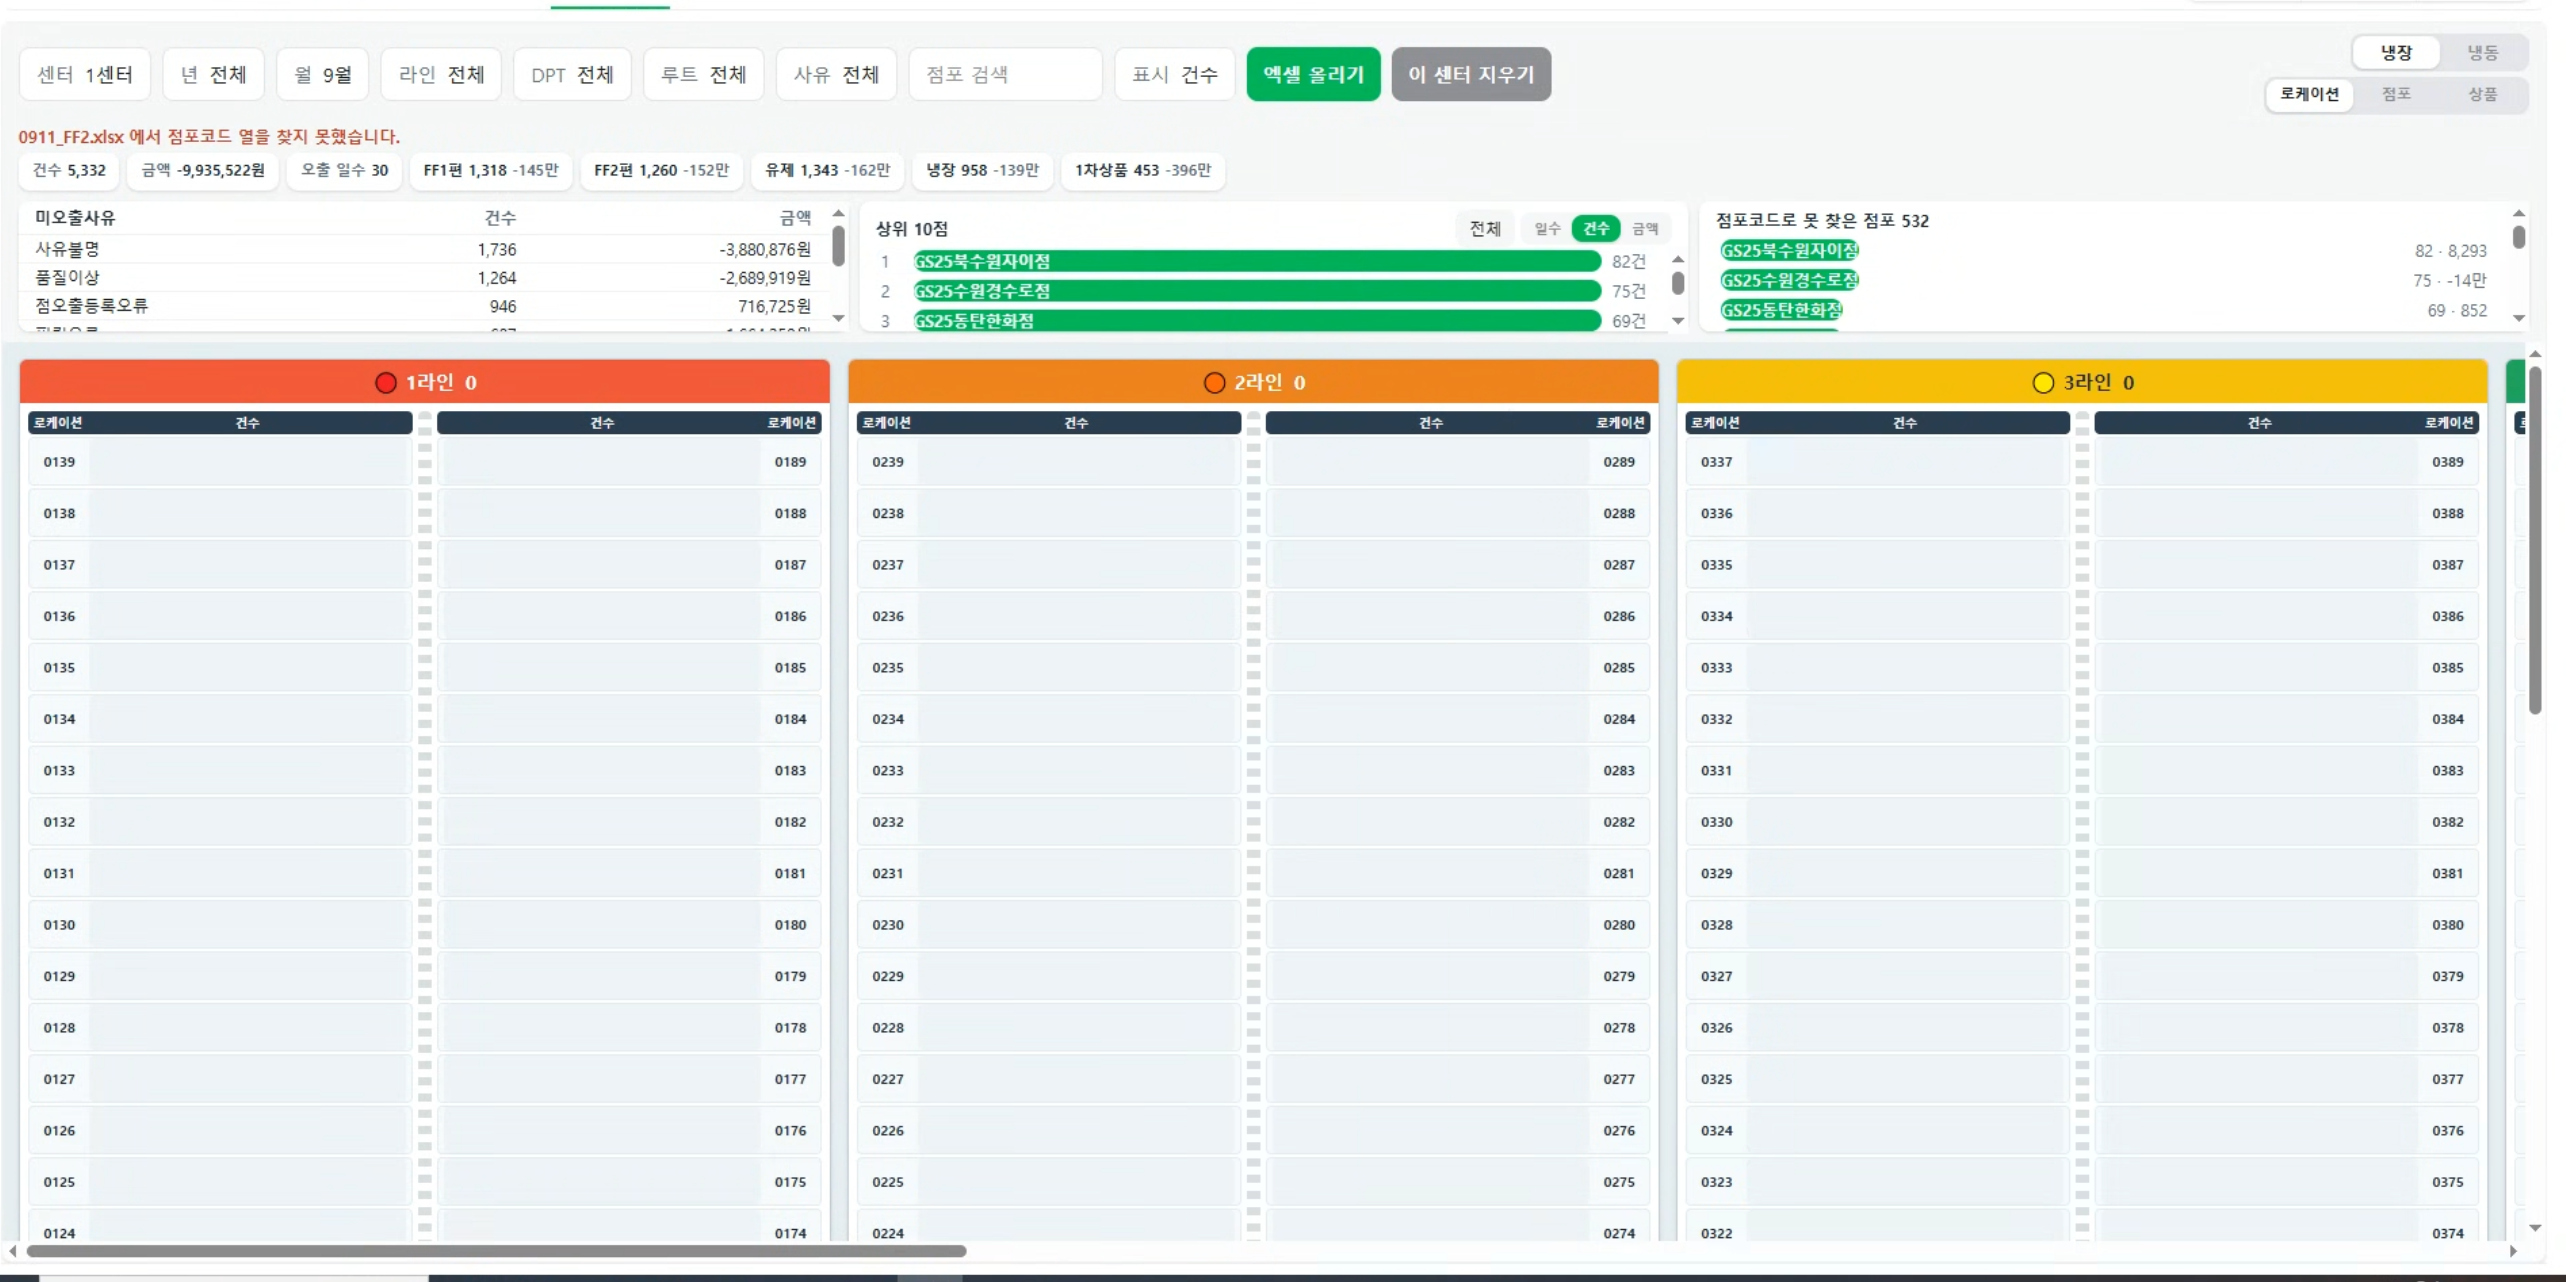 센터 1센터 년 전체 월 9월 라인 전체 DPT 전체 루트 전체 사유 전체 점포 검색 표시 건수 엑셀 올리기 이 센터 지우기
냉장 냉동
로케이션 점포 상품
0911_FF2.xlsx 에서 점포코드 열을 찾지 못했습니다.
건수 5,332 금액 -9,935,522원 오출 일수 30 FF1편 1,318 -145만 FF2편 1,260 -152만 유제 1,343 -162만 냉장 958 -139만 1차상품 453 -396만
미오출사유 건수 금액
사유불명 1,736 -3,880,876원
품질이상 1,264 -2,689,919원
점오출등록오류 946 716,725원
상위 10점 전체 일수 건수 금액
1 GS25북수원자이점 82건
2 GS25수원경수로점 75건
3 GS25동탄한화점 69건
점포코드로 못 찾은 점포 532
GS25북수원자이점 82 · 8,293
GS25수원경수로점 75 · -14만
GS25동탄한화점 69 · 852
1라인 0 2라인 0 3라인 0
로케이션 건수 건수 로케이션 로케이션 건수 건수 로케이션 로케이션 건수 건수 로케이션
0139 0189 0239 0289 0337 0389
0138 0188 0238 0288 0336 0388
0137 0187 0237 0287 0335 0387
0136 0186 0236 0286 0334 0386
0135 0185 0235 0285 0333 0385
0134 0184 0234 0284 0332 0384
0133 0183 0233 0283 0331 0383
0132 0182 0232 0282 0330 0382
0131 0181 0231 0281 0329 0381
0130 0180 0230 0280 0328 0380
0129 0179 0229 0279 0327 0379
0128 0178 0228 0278 0326 0378
0127 0177 0227 0277 0325 0377
0126 0176 0226 0276 0324 0376
0125 0175 0225 0275 0323 0375
0124 0174 0224 0274 0322 0374